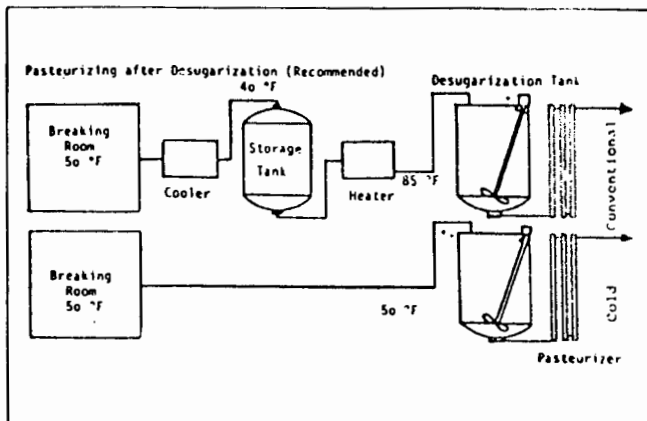 Pasteurizing after Desugarization (Recommended)
40 °F
Desugarization Tank
Breaking
Room
50 °F
Cooler
Storage
Tank
Heater
85 °F
Conventional
Breaking
Room
50 °F
50 °F
Cold
Pasteurizer